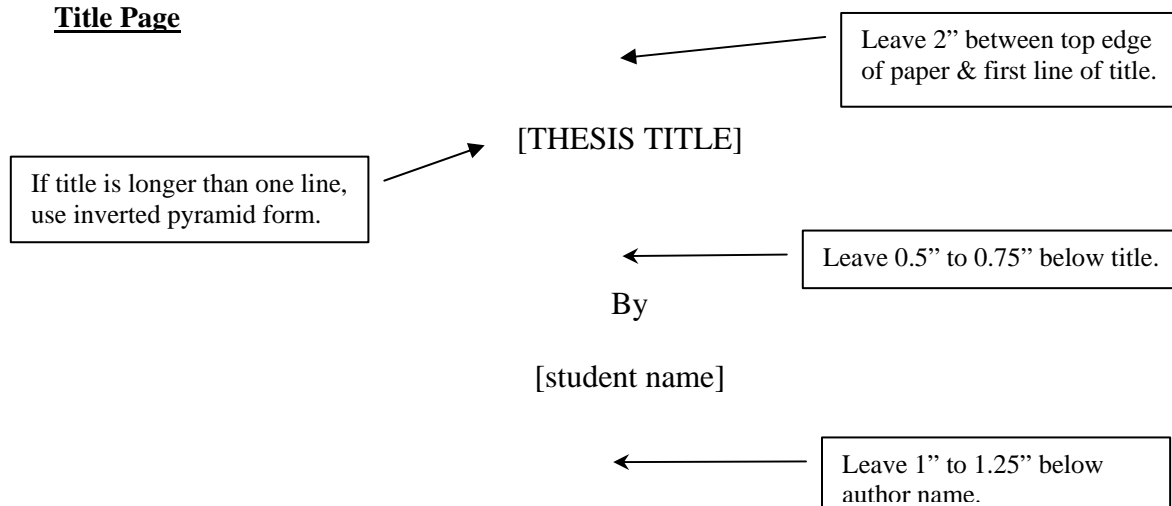 Title Page
Leave 2” between top edge
of paper & first line of title.
[THESIS TITLE]
If title is longer than one line,
use inverted pyramid form.
Leave 0.5” to 0.75” below title.
By
[student name]
Leave 1” to 1.25” below
author name.